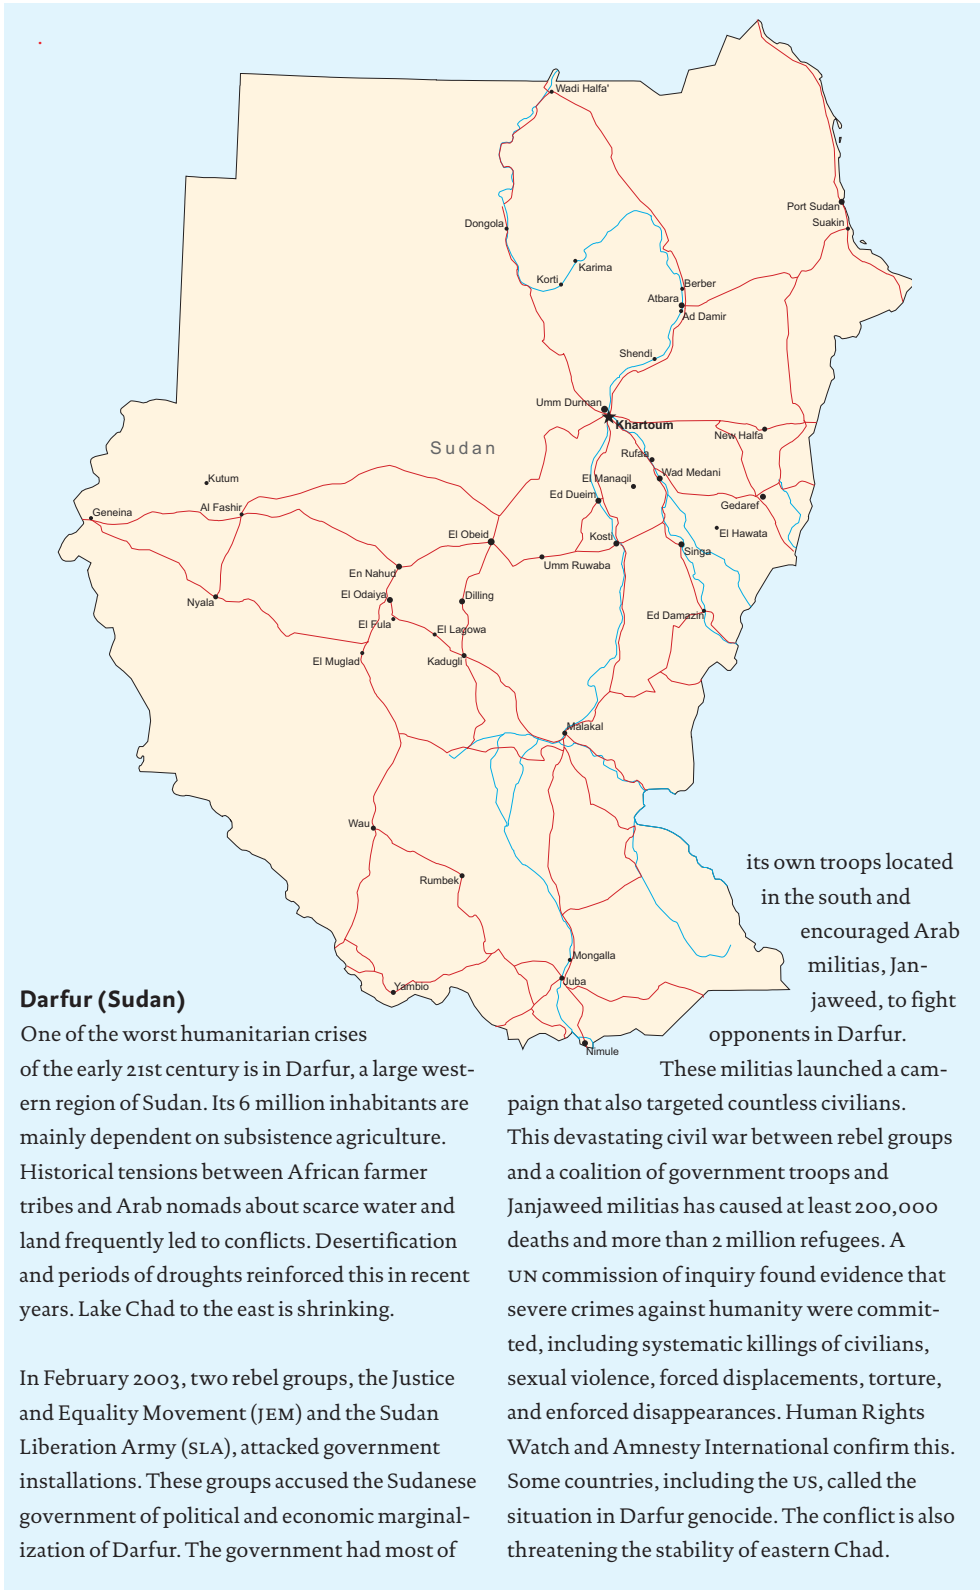 Wadi Halfa'
Port Sudan
Suakin
Dongola
Karima
Korti
Berber
Atbara
Ad Damir
Shendi
Umm Durman
Khartoum
New Halfa
Sudan
Rufaa
Wad Medani
Kutum
El Manaqil
Ed Dueim
Gedaref
Geneina
Al Fashir
El Obeid
Kosti
El Hawata
Singa
Umm Ruwaba
En Nahud
El Odaiya
Dilling
Nyala
Ed Damazin
El Fula
El Lagowa
El Muglad
Kadugli
Malakal
Wau
Rumbek
Mongalla
Juba
Yambio
Nimule
Darfur (Sudan)
One of the worst humanitarian crises
of the early 21st century is in Darfur, a large west-
ern region of Sudan. Its 6 million inhabitants are
mainly dependent on subsistence agriculture.
Historical tensions between African farmer
tribes and Arab nomads about scarce water and
land frequently led to conflicts. Desertification
and periods of droughts reinforced this in recent
years. Lake Chad to the east is shrinking.
In February 2003, two rebel groups, the Justice
and Equality Movement (JEM) and the Sudan
Liberation Army (SLA), attacked government
installations. These groups accused the Sudanese
government of political and economic marginal-
ization of Darfur. The government had most of
its own troops located
in the south and
encouraged Arab
militias, Jan-
jaweed, to fight
opponents in Darfur.
These militias launched a cam-
paign that also targeted countless civilians.
This devastating civil war between rebel groups
and a coalition of government troops and
Janjaweed militias has caused at least 200,000
deaths and more than 2 million refugees. A
UN commission of inquiry found evidence that
severe crimes against humanity were commit-
ted, including systematic killings of civilians,
sexual violence, forced displacements, torture,
and enforced disappearances. Human Rights
Watch and Amnesty International confirm this.
Some countries, including the US, called the
situation in Darfur genocide. The conflict is also
threatening the stability of eastern Chad.